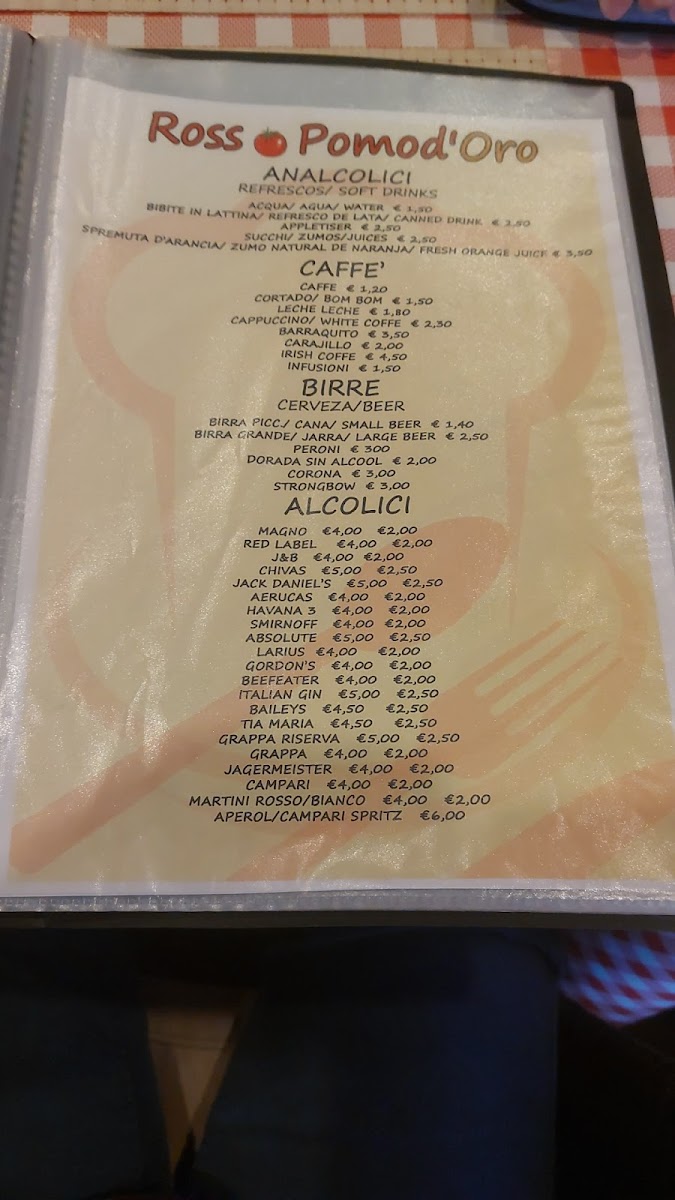 Ross Pomod'Oro
ANALCOLICI
REFRESCOS/ SOFT DRINKS
ACQUA/ AGUA/ WATER € 1,50
BIBITE IN LATTINA/ REFRESCO DE LATA/ CANNED DRINK € 2,50
APPLETISER € 2,50
SUCCHI/ ZUMOS/JUICES € 2,50
SPREMUTA D'ARANCIA/ ZUMO NATURAL DE NARANJA/ FRESH ORANGE JUICE € 3,50
CAFFE'
CAFFE € 1,20
CORTADO/ BOM BOM € 1,50
LECHE LECHE € 1,80
CAPPUCCINO/ WHITE COFFE € 2,30
BARRAQUITO € 3,50
CARAJILLO € 2,00
IRISH COFFE € 4,50
INFUSIONI € 1,50
BIRRE
CERVEZA/BEER
BIRRA PICC./ CANA/ SMALL BEER € 1,40
BIRRA GRANDE/ JARRA/ LARGE BEER € 2,50
PERONI € 300
DORADA SIN ALCOOL € 2,00
CORONA € 3,00
STRONGBOW € 3,00
ALCOLICI
MAGNO €4,00 €2,00
RED LABEL €4,00 €2,00
J&B €4,00 €2,00
CHIVAS €5,00 €2,50
JACK DANIEL'S €5,00 €2,50
AERUCAS €4,00 €2,00
HAVANA 3 €4,00 €2,00
SMIRNOFF €4,00 €2,00
ABSOLUTE €5,00 €2,50
LARIUS €4,00 €2,00
GORDON'S €4,00 €2,00
BEEFEATER €4,00 €2,00
ITALIAN GIN €5,00 €2,50
BAILEYS €4,50 €2,50
TIA MARIA €4,50 €2,50
GRAPPA RISERVA €5,00 €2,50
GRAPPA €4,00 €2,00
JAGERMEISTER €4,00 €2,00
CAMPARI €4,00 €2,00
MARTINI ROSSO/BIANCO €4,00 €2,00
APEROL/CAMPARI SPRITZ €6,00